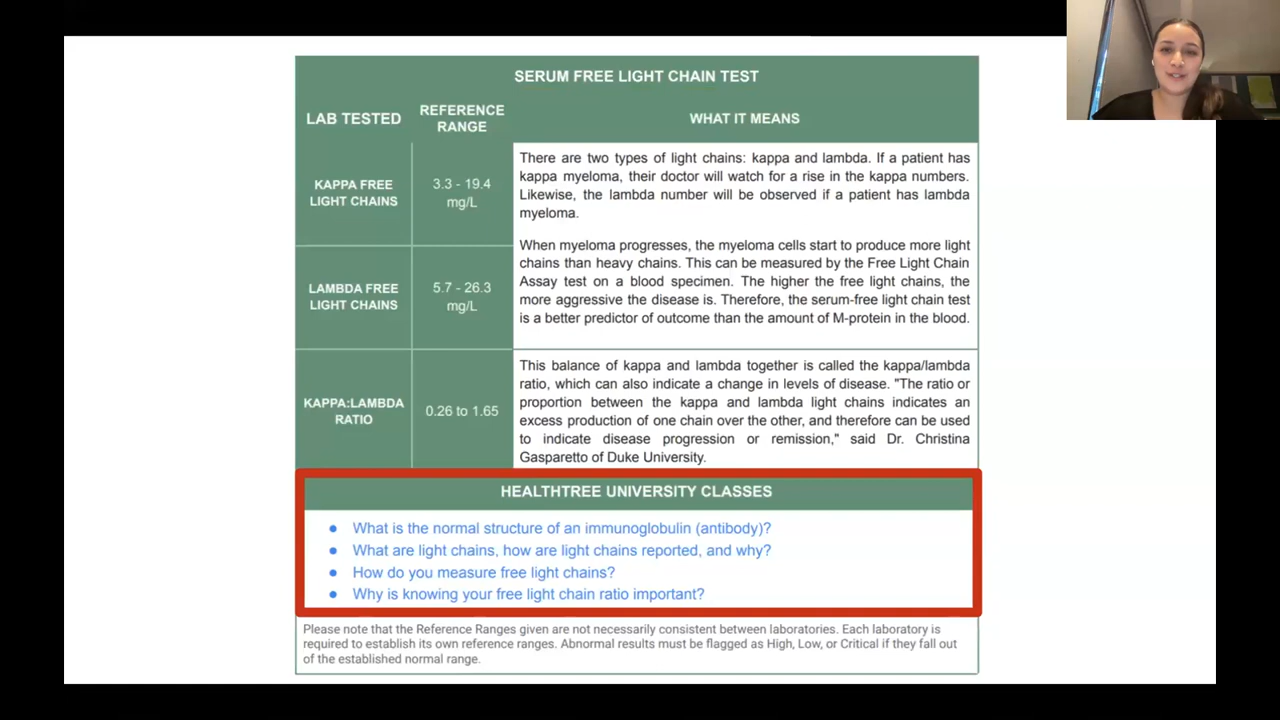 SERUM FREE LIGHT CHAIN TEST
LAB TESTED
REFERENCE
RANGE
WHAT IT MEANS
KAPPA FREE
LIGHT CHAINS
3.3 - 19.4
mg/L
There are two types of light chains: kappa and lambda. If a patient has
kappa myeloma, their doctor will watch for a rise in the kappa numbers.
Likewise, the lambda number will be observed if a patient has lambda
myeloma.
LAMBDA FREE
LIGHT CHAINS
5.7 - 26.3
mg/L
When myeloma progresses, the myeloma cells start to produce more light
chains than heavy chains. This can be measured by the Free Light Chain
Assay test on a blood specimen. The higher the free light chains, the
more aggressive the disease is. Therefore, the serum-free light chain test
is a better predictor of outcome than the amount of M-protein in the blood.
KAPPA:LAMBDA
RATIO
0.26 to 1.65
This balance of kappa and lambda together is called the kappa/lambda
ratio, which can also indicate a change in levels of disease. "The ratio or
proportion between the kappa and lambda light chains indicates an
excess production of one chain over the other, and therefore can be used
to indicate disease progression or remission," said Dr. Christina
Gasparetto of Duke University.
HEALTHTREE UNIVERSITY CLASSES
● What is the normal structure of an immunoglobulin (antibody)?
● What are light chains, how are light chains reported, and why?
● How do you measure free light chains?
● Why is knowing your free light chain ratio important?
Please note that the Reference Ranges given are not necessarily consistent between laboratories. Each laboratory is
required to establish its own reference ranges. Abnormal results must be flagged as High, Low, or Critical if they fall out
of the established normal range.